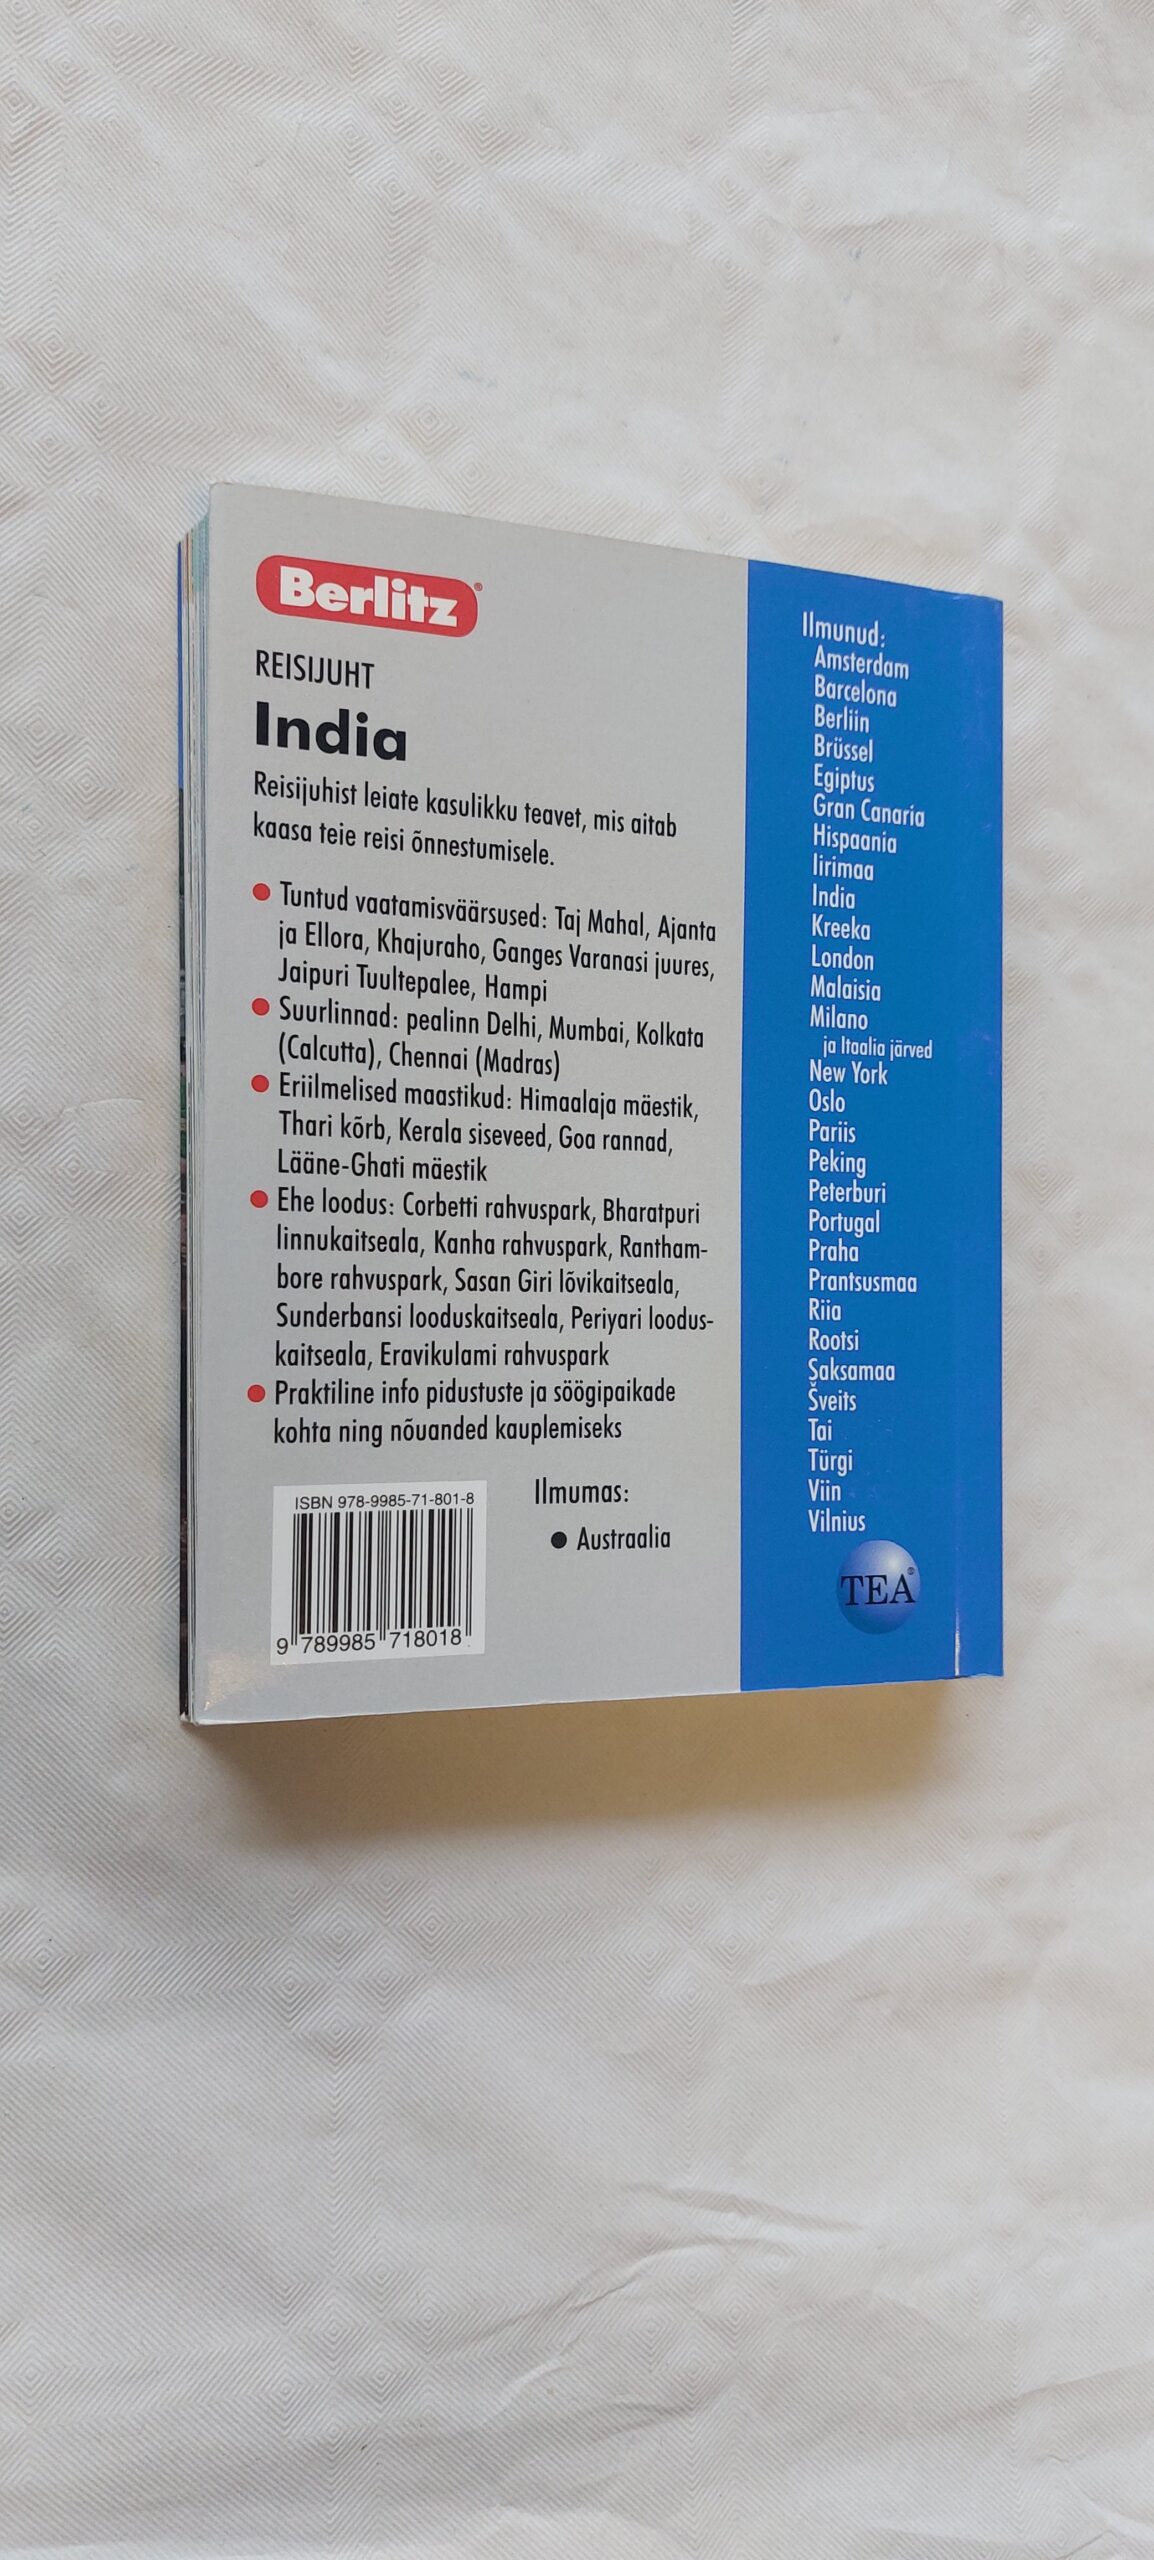 Berlitz®
REISIJUHT
India
Reisijuhist leiate kasulikku teavet, mis aitab
kaasa teie reisi õnnestumisele.
● Tuntud vaatamisväärsused: Taj Mahal, Ajanta
ja Ellora, Khajuraho, Ganges Varanasi juures,
Jaipuri Tuultepalee, Hampi
● Suurlinnad: pealinn Delhi, Mumbai, Kolkata
(Calcutta), Chennai (Madras)
● Eriilmelised maastikud: Himaalaja mäestik,
Thari kõrb, Kerala siseveed, Goa rannad,
Lääne-Ghati mäestik
● Ehe loodus: Corbetti rahvuspark, Bharatpuri
linnukaitseala, Kanha rahvuspark, Rantham-
bore rahvuspark, Sasan Giri lõvikaitseala,
Sunderbansi looduskaitseala, Periyari loodus-
kaitseala, Eravikulami rahvuspark
● Praktiline info pidustuste ja söögipaikade
kohta ning nõuanded kauplemiseks
ISBN 978-9985-71-801-8
9 789985 718018
Ilmumas:
● Austraalia
Ilmunud:
Amsterdam
Barcelona
Berliin
Brüssel
Egiptus
Gran Canaria
Hispaania
Iirimaa
India
Kreeka
London
Malaisia
Milano
ja Itaalia järved
New York
Oslo
Pariis
Peking
Peterburi
Portugal
Praha
Prantsusmaa
Riia
Rootsi
Saksamaa
Šveits
Tai
Türgi
Viin
Vilnius
TEA®